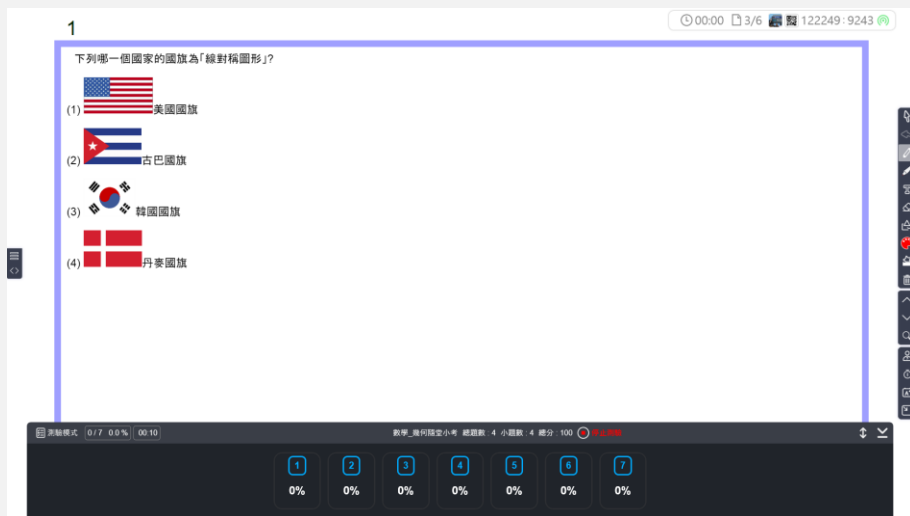 1
00:00 3/6 122249:9243
下列哪一個國家的國旗為「線對稱圖形」?
(1) 美國國旗
(2) 古巴國旗
(3) 韓國國旗
(4) 丹麥國旗
測驗模式 0/7 0.0% 00:10 數學_幾何隨堂小考 總題數:4 小題數:4 總分:100
1 2 3 4 5 6 7
0% 0% 0% 0% 0% 0% 0%